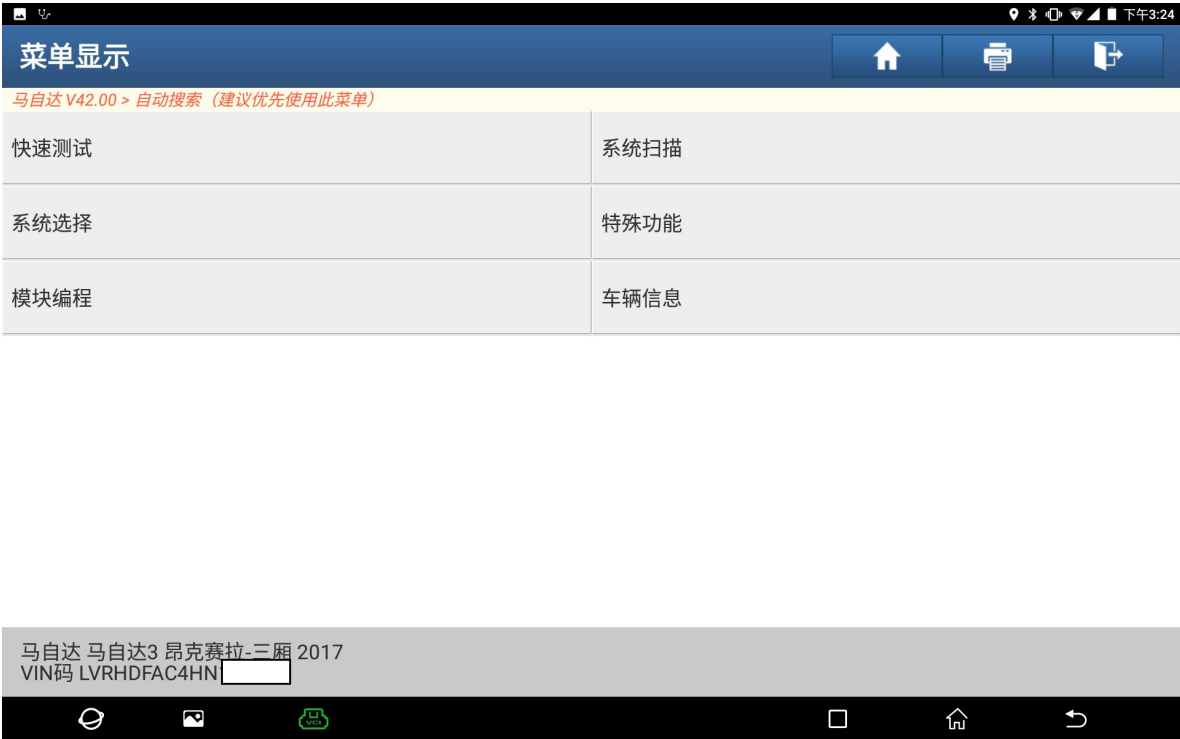 下午3:24
菜单显示
马自达 V42.00 > 自动搜索（建议优先使用此菜单）
快速测试
系统扫描
系统选择
特殊功能
模块编程
车辆信息
马自达 马自达3 昂克赛拉-三厢 2017
VIN码 LVRHDFAC4HN
VCI